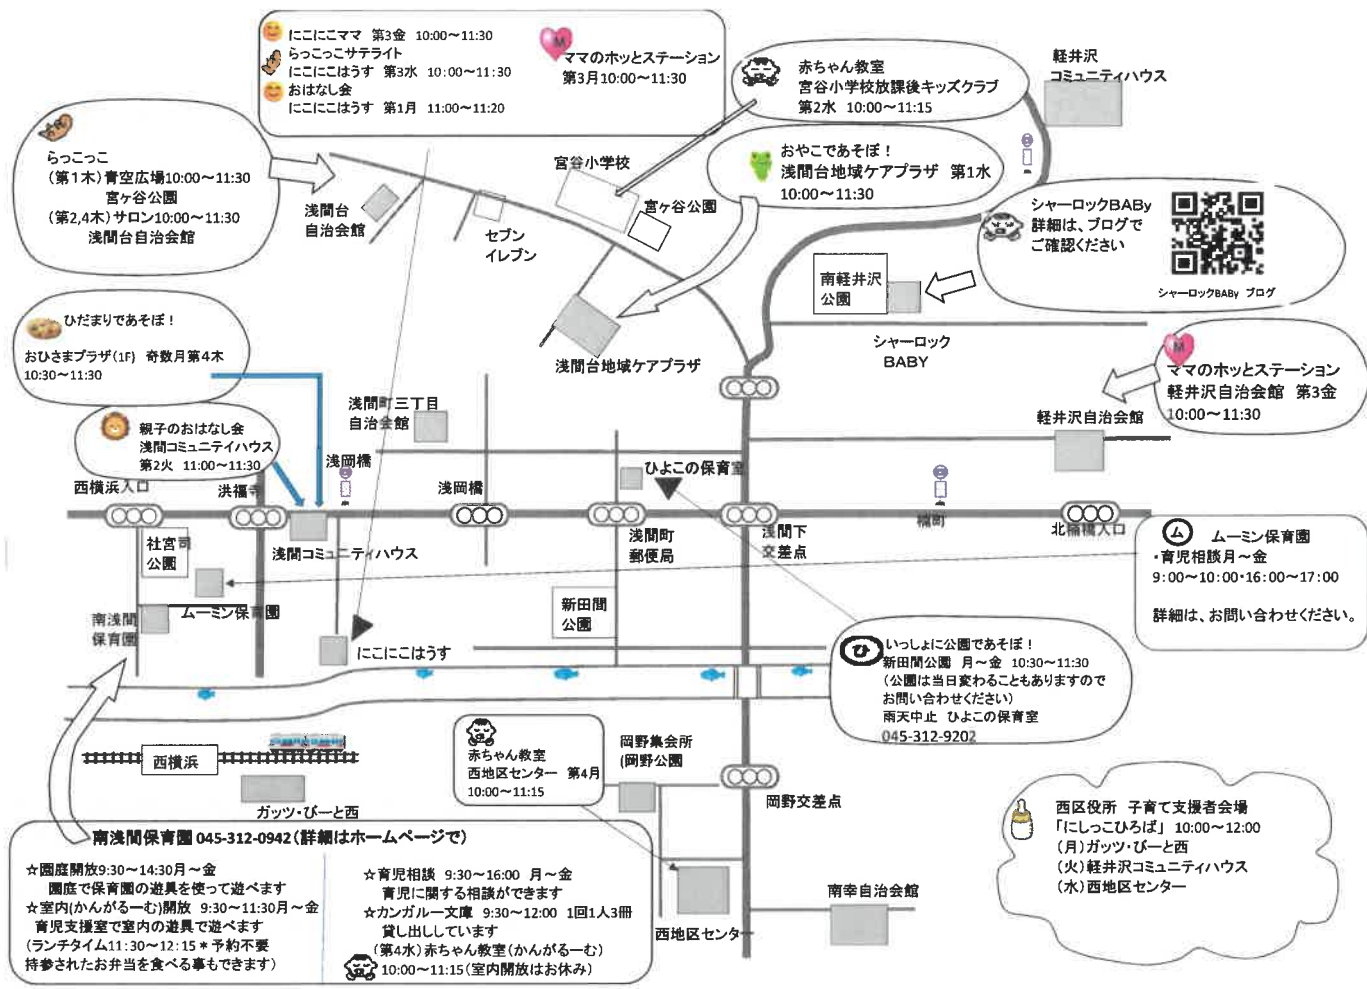 にこにこママ 第3金 10:00～11:30
らっこっこサテライト
にこにこはうす 第3水 10:00～11:30
おはなし会
にこにこはうす 第1月 11:00～11:20
M
ママのホッとステーション
第3月10:00～11:30
赤ちゃん教室
宮谷小学校放課後キッズクラブ
第2水 10:00～11:15
軽井沢
コミュニティハウス
らっこっこ
(第1木)青空広場10:00～11:30
宮ヶ谷公園
(第2,4木)サロン10:00～11:30
浅間台自治会館
おやこであそぼ！
浅間台地域ケアプラザ 第1水
10:00～11:30
宮谷小学校
宮ヶ谷公園
浅間台
自治会館
セブン
イレブン
シャーロックBABy
詳細は、ブログで
ご確認ください
シャーロックBABy ブログ
南軽井沢
公園
シャーロック
BABY
ひだまりであそぼ！
おひさまプラザ(1F) 奇数月第4木
10:30～11:30
浅間台地域ケアプラザ
M
ママのホッとステーション
軽井沢自治会館 第3金
10:00～11:30
浅間町三丁目
自治会館
軽井沢自治会館
親子のおはなし会
浅間コミュニテイハウス
第2火 11:00～11:30
西横浜入口
洪福寺
浅岡橋
浅岡橋
ひよこの保育室
浅間町
郵便局
浅間下
交差点
楠町
北楠橋入口
社宮司
公園
浅間コミュニティハウス
ムーミン保育園
南浅間
保育園
にこにこはうす
新田間
公園
ム ムーミン保育園
・育児相談月～金
9:00～10:00・16:00～17:00
詳細は、お問い合わせください。
ひ
いっしょに公園であそぼ！
新田間公園 月～金 10:30～11:30
(公園は当日変わることもありますので
お問い合わせください)
雨天中止 ひよこの保育室
045-312-9202
西横浜
ガッツ・びーと西
赤ちゃん教室
西地区センター 第4月
10:00～11:15
岡野集会所
(岡野公園
岡野交差点
西地区センター
南幸自治会館
西区役所 子育て支援者会場
「にしっこひろば」 10:00～12:00
(月)ガッツ・びーと西
(火)軽井沢コミュニティハウス
(水)西地区センター
南浅間保育園 045-312-0942(詳細はホームページで)
☆園庭開放9:30～14:30月～金
園庭で保育園の遊具を使って遊べます
☆室内(かんがるーむ)開放 9:30～11:30月～金
育児支援室で室内の遊具で遊べます
(ランチタイム11:30～12:15＊予約不要
持参されたお弁当を食べる事もできます)
☆育児相談 9:30～16:00 月～金
育児に関する相談ができます
☆カンガルー文庫 9:30～12:00 1回1人3冊
貸し出ししています
(第4水)赤ちゃん教室(かんがるーむ)
10:00～11:15(室内開放はお休み)